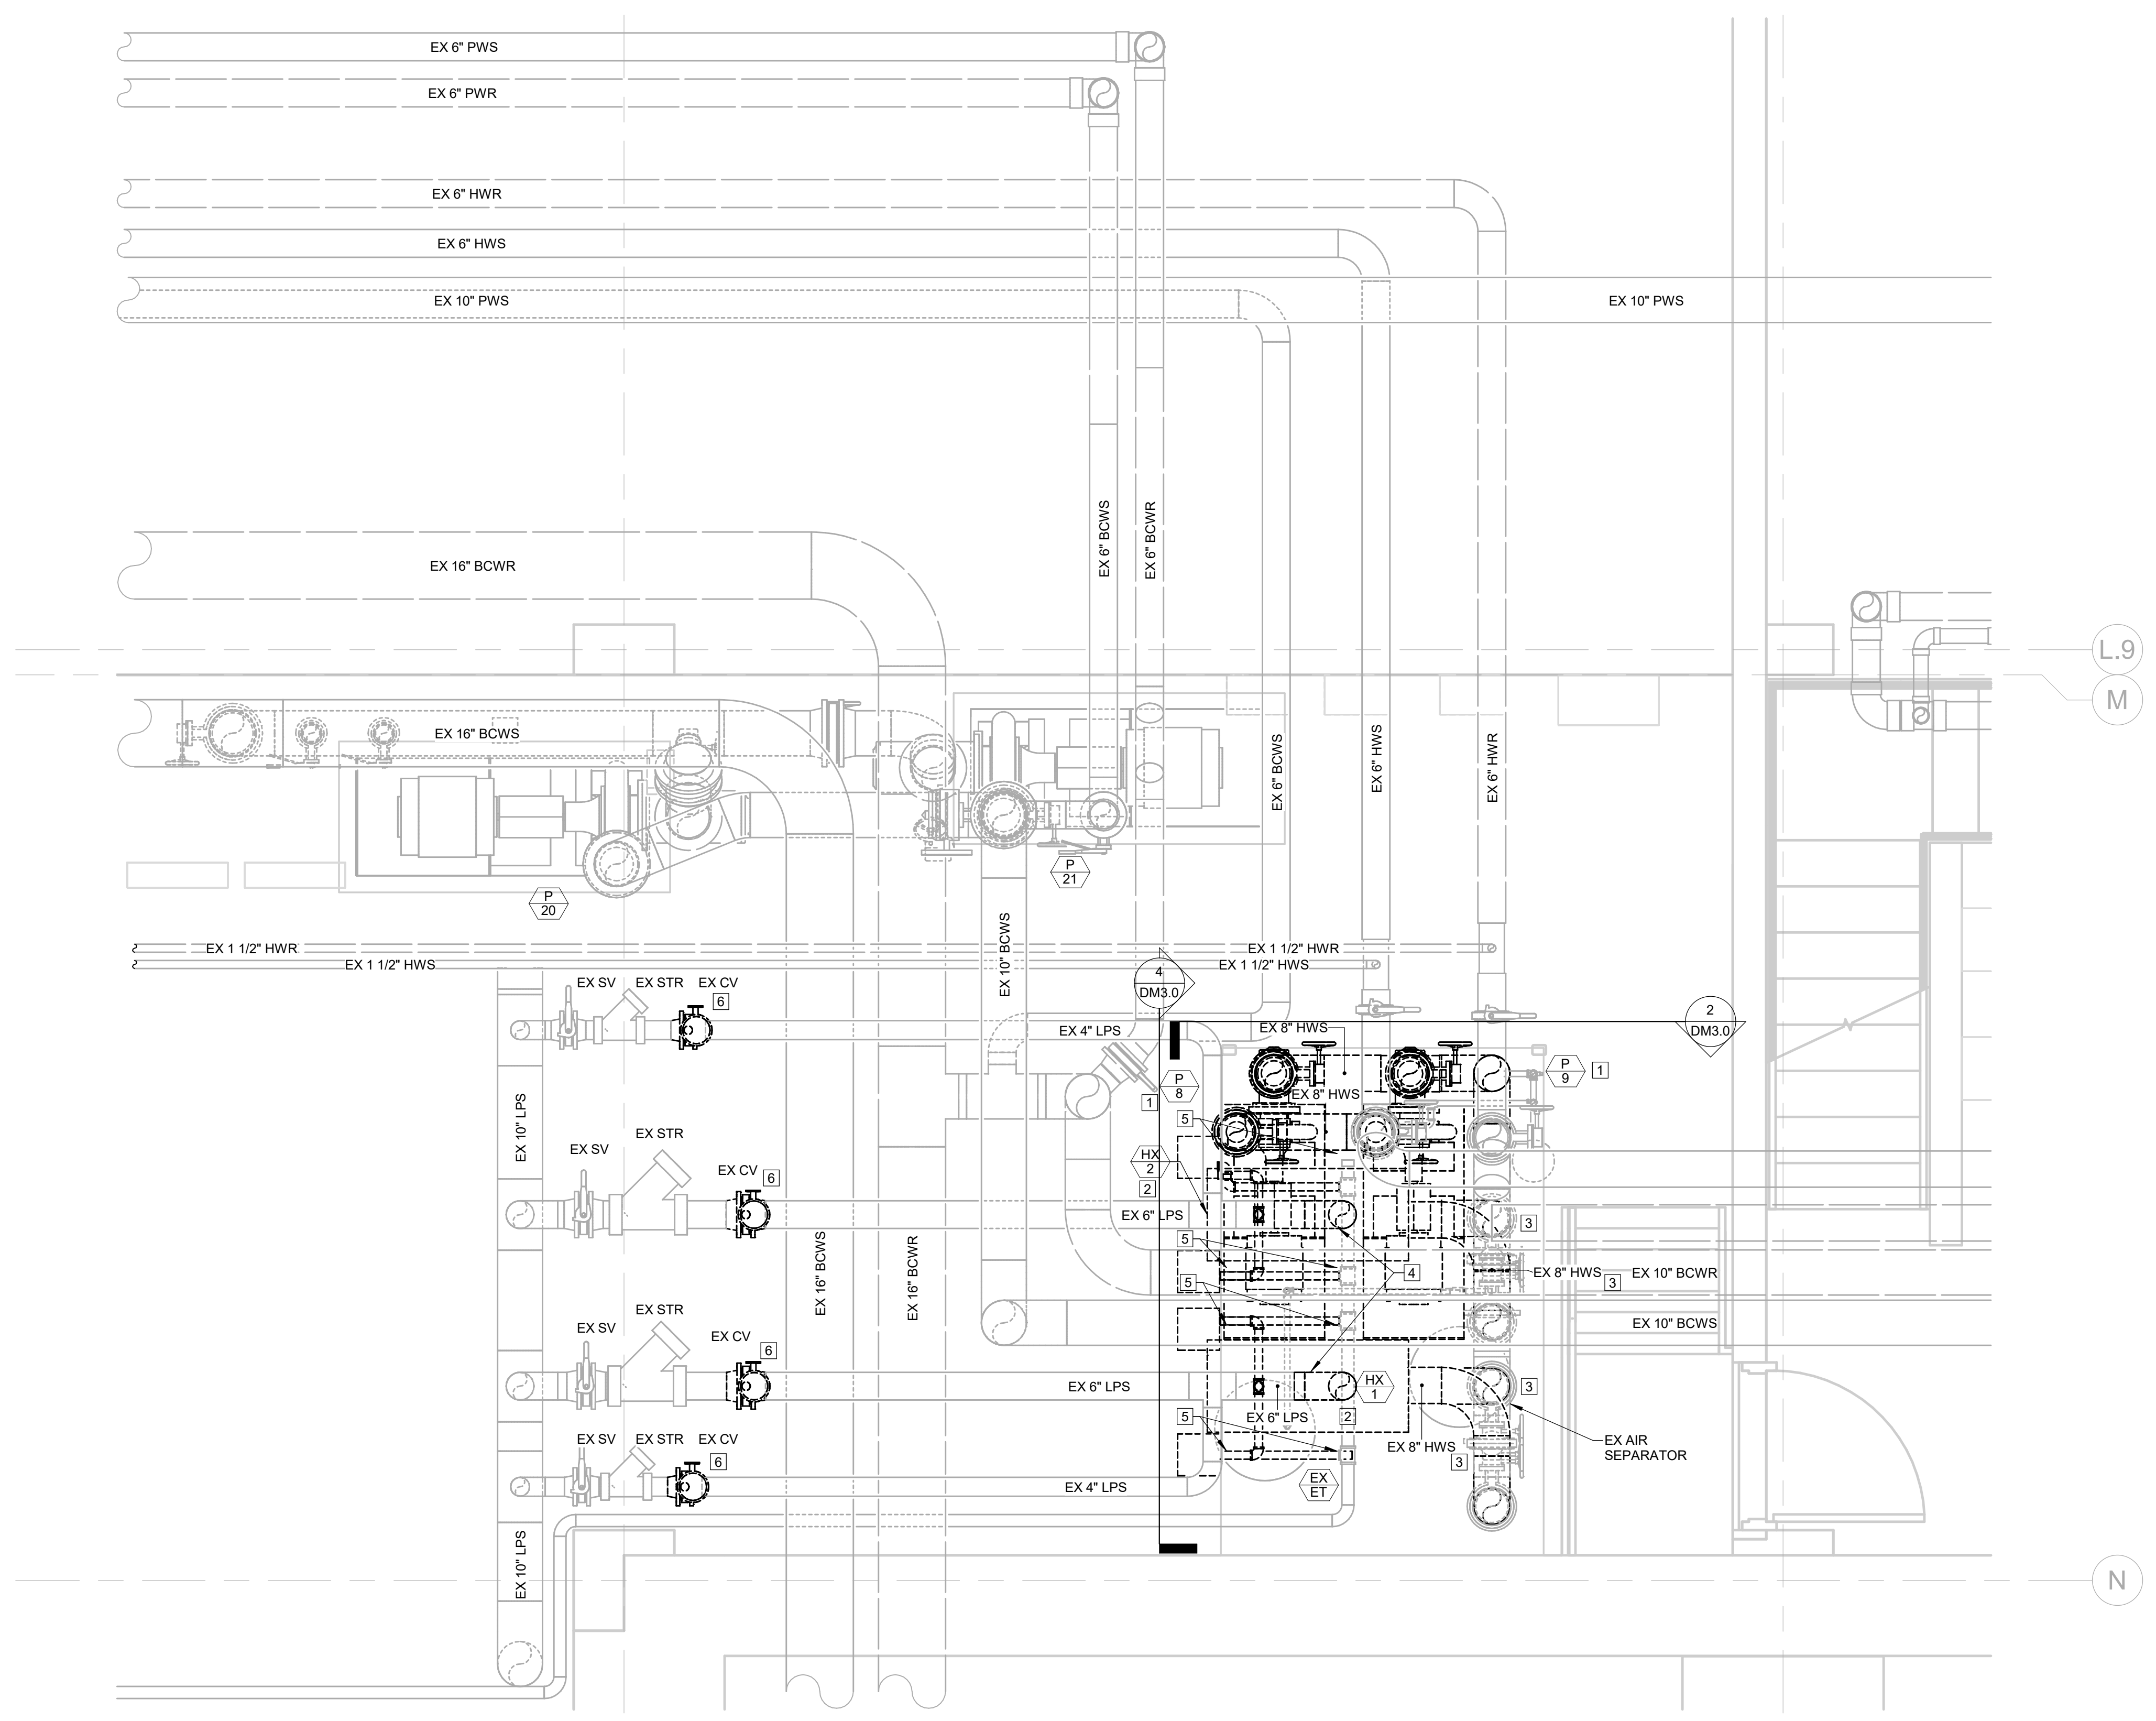 EX 6" PWS
EX 6" PWR
EX 6" HWR
EX 6" HWS
EX 10" PWS
EX 10" PWS
EX 6" BCWS
EX 6" BCWR
EX 16" BCWR
L.9
M
EX 16" BCWS
EX 6" BCWS
EX 6" HWS
EX 6" HWR
P
20
P
21
EX 10" BCWS
EX 1 1/2" HWR
EX 1 1/2" HWR
EX 1 1/2" HWS
EX 1 1/2" HWS
4
DM3.0
2
DM3.0
EX SV
EX STR
EX CV
6
EX 4" LPS
EX 8" HWS
P
8
1
P
9
1
EX 8" HWS
5
EX 10" LPS
EX SV
EX STR
EX CV
6
HX
2
2
EX 6" LPS
3
5
4
5
EX 8" HWS
3
EX 10" BCWR
EX 16" BCWS
EX 16" BCWR
EX 10" BCWS
EX SV
EX STR
EX CV
6
EX 6" LPS
HX
1
2
3
5
EX 6" LPS
EX 8" HWS
3
EX AIR
SEPARATOR
EX SV
EX STR
EX CV
6
EX 4" LPS
EX
ET
EX 10" LPS
N